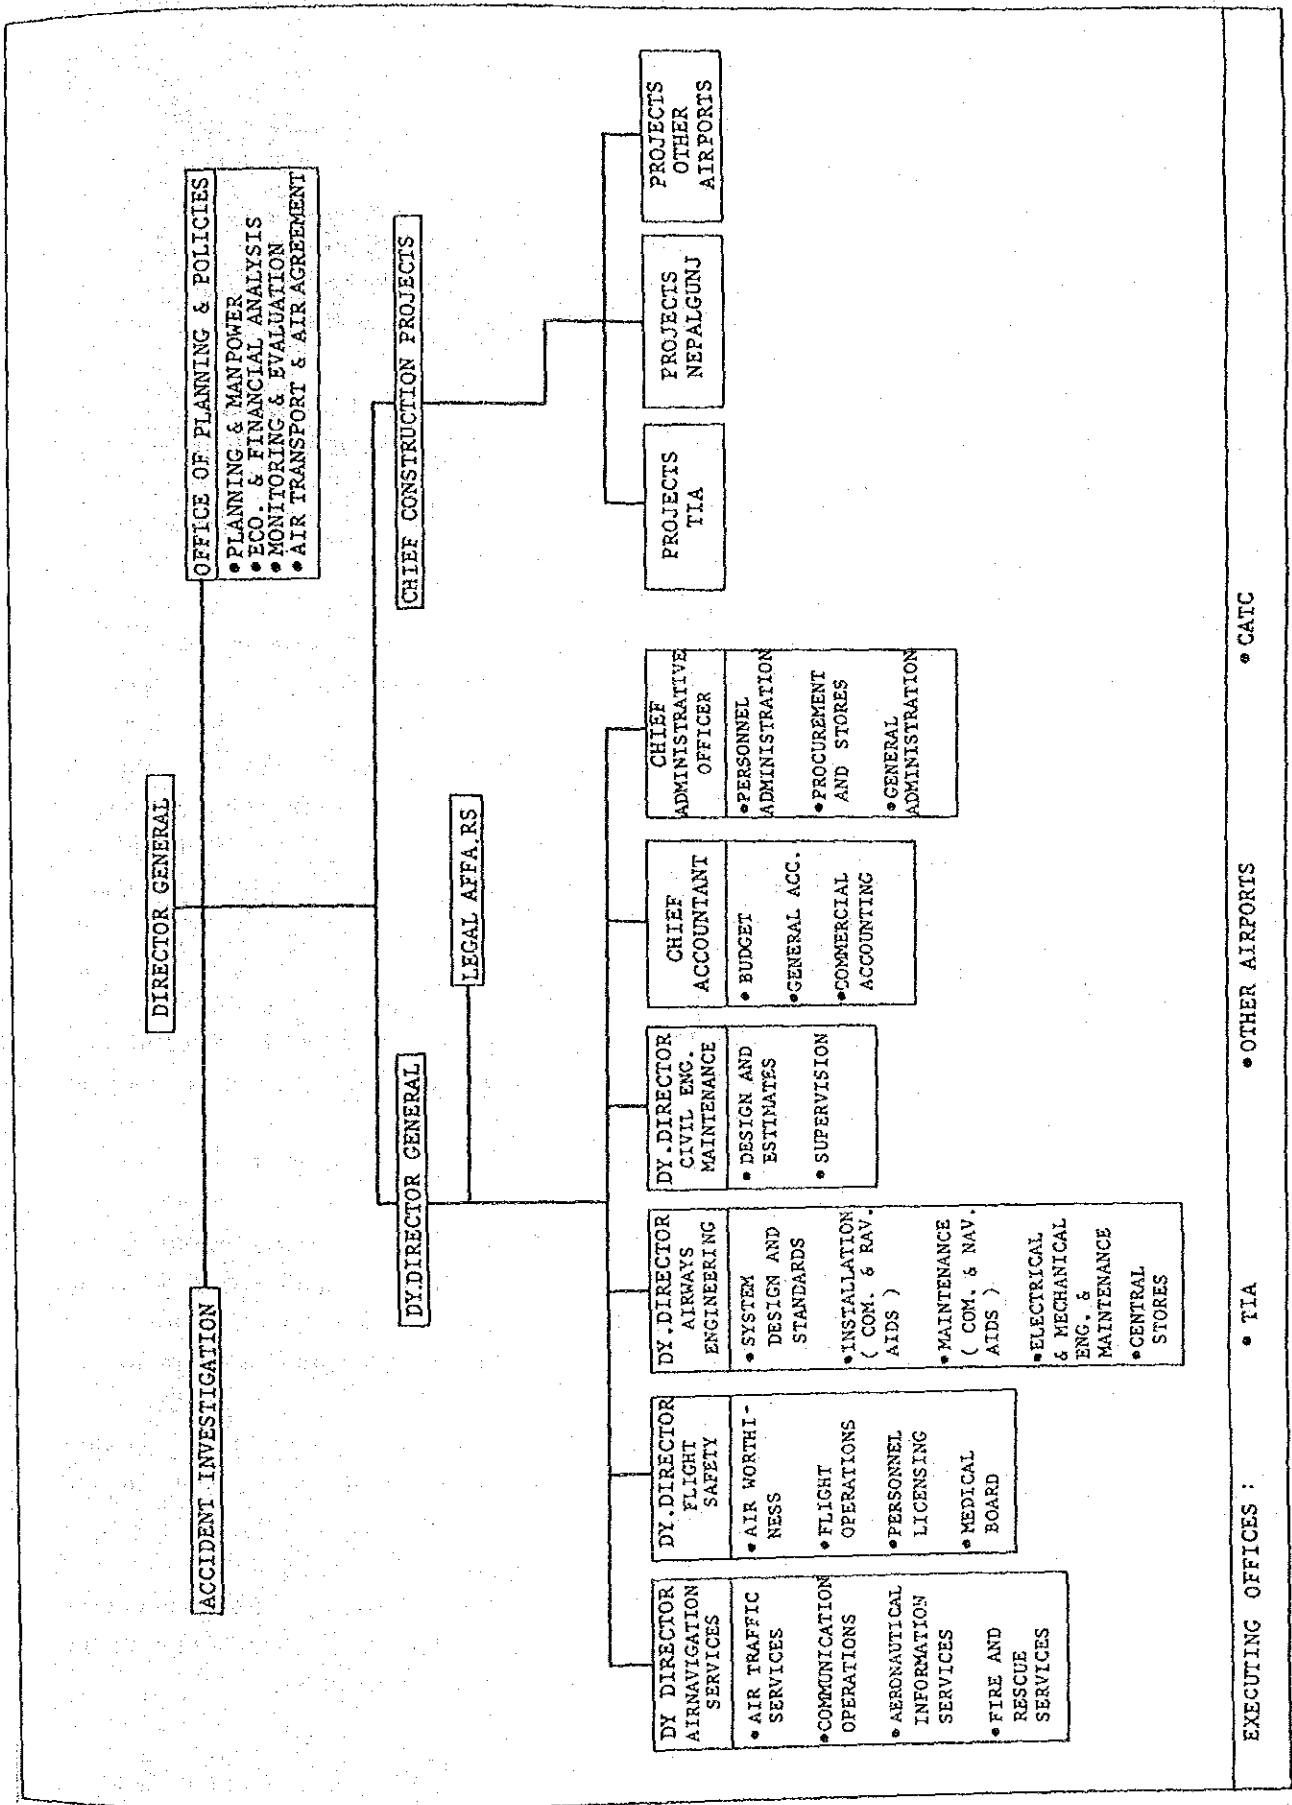 DIRECTOR GENERAL
ACCIDENT INVESTIGATION
OFFICE OF PLANNING & POLICIES
• PLANNING & MANPOWER
• ECO. & FINANCIAL ANALYSIS
• MONITORING & EVALUATION
• AIR TRANSPORT & AIR AGREEMENT
DY.DIRECTOR GENERAL
CHIEF CONSTRUCTION PROJECTS
LEGAL AFFA.RS
DY DIRECTOR
AIRNAVIGATION
SERVICES
• AIR TRAFFIC
SERVICES
• COMMUNICATION
OPERATIONS
• AERONAUTICAL
INFORMATION
SERVICES
• FIRE AND
RESCUE
SERVICES
DY.DIRECTOR
FLIGHT
SAFETY
• AIR WORTHI-
NESS
• FLIGHT
OPERATIONS
• PERSONNEL
LICENSING
• MEDICAL
BOARD
DY.DIRECTOR
AIRWAYS
ENGINEERING
• SYSTEM
DESIGN AND
STANDARDS
• INSTALLATION
( COM. & RAV.
AIDS )
• MAINTENANCE
( COM. & NAV.
AIDS )
• ELECTRICAL
& MECHANICAL
ENG. &
MAINTENANCE
• CENTRAL
STORES
DY.DIRECTOR
CIVIL ENG.
MAINTENANCE
• DESIGN AND
ESTIMATES
• SUPERVISION
CHIEF
ACCOUNTANT
• BUDGET
• GENERAL ACC.
• COMMERCIAL
ACCOUNTING
CHIEF
ADMINISTRATIVE
OFFICER
• PERSONNEL
ADMINISTRATION
• PROCUREMENT
AND STORES
• GENERAL
ADMINISTRATION
PROJECTS
TIA
PROJECTS
NEPALGUNJ
PROJECTS
OTHER
AIRPORTS
EXECUTING OFFICES : • TIA • OTHER AIRPORTS • CATC